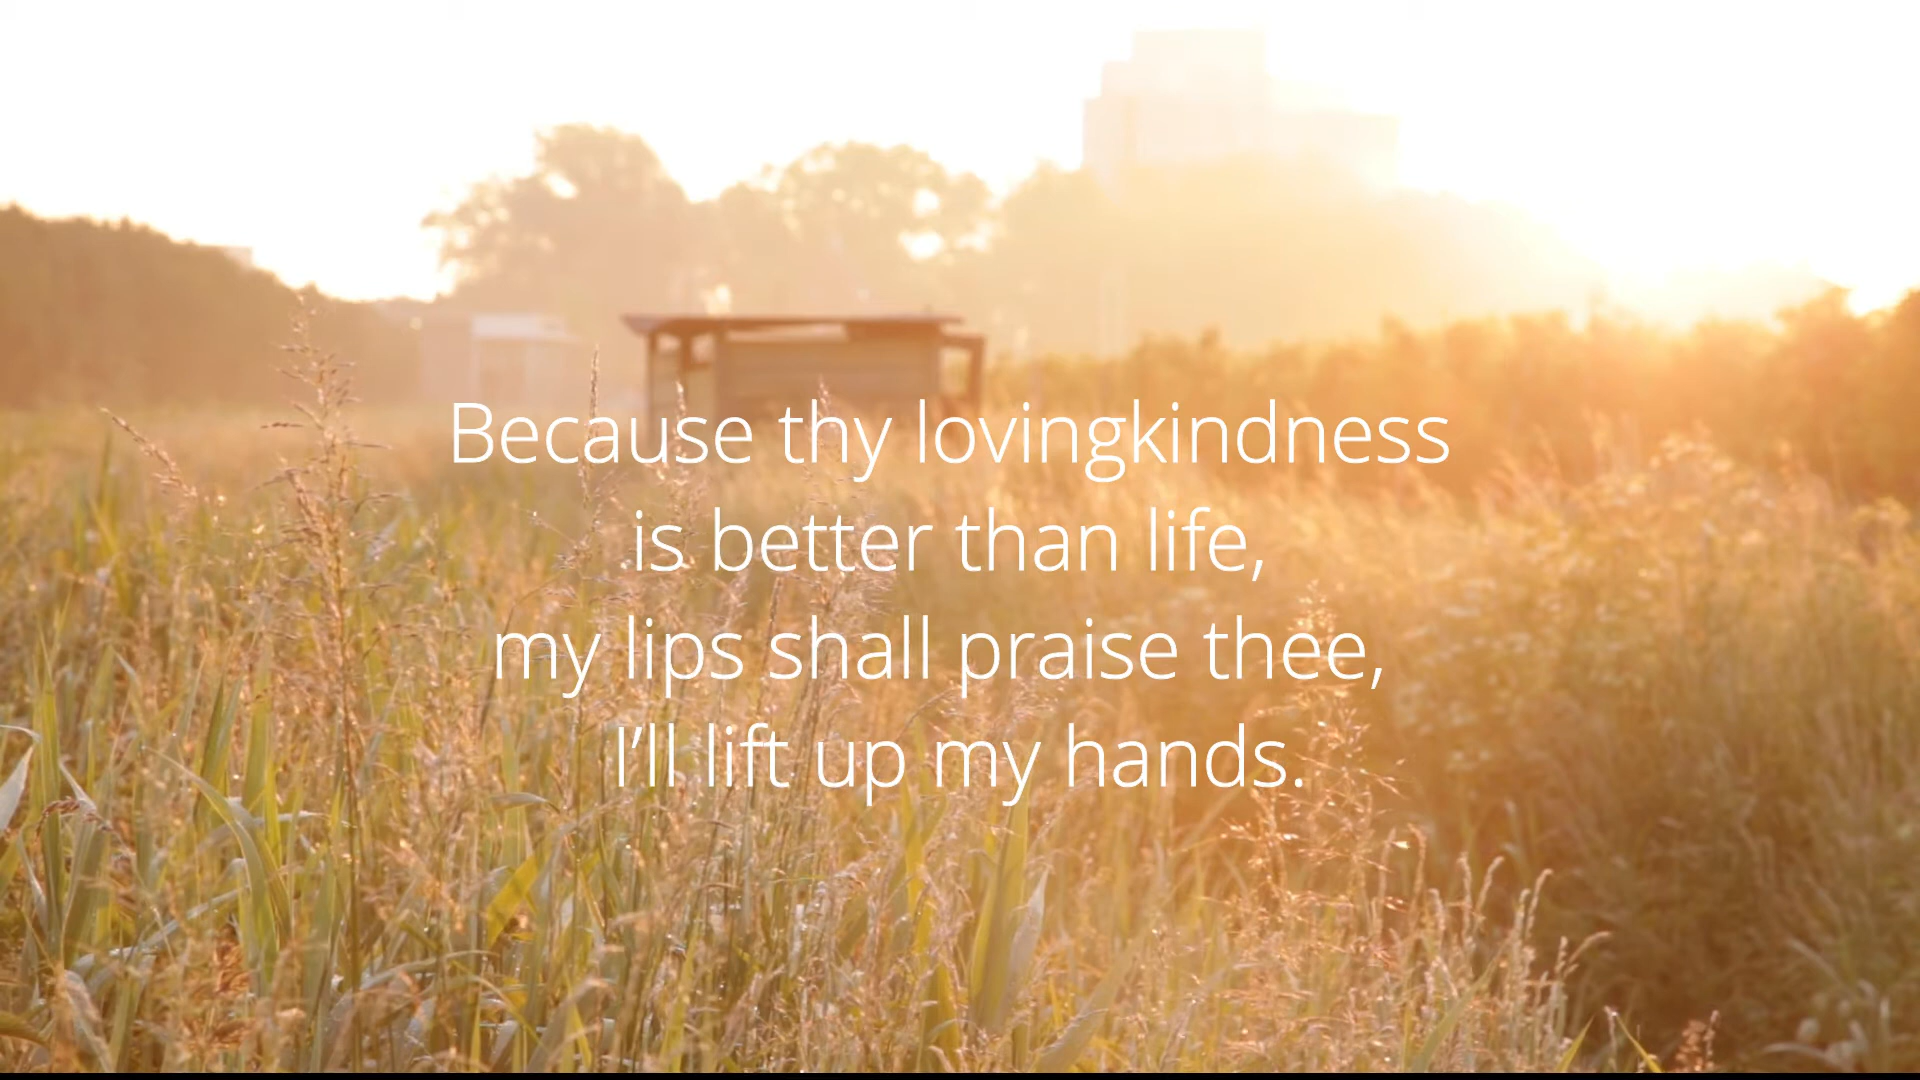 Because thy lovingkindness
is better than life,
my lips shall praise thee,
I’ll lift up my hands.